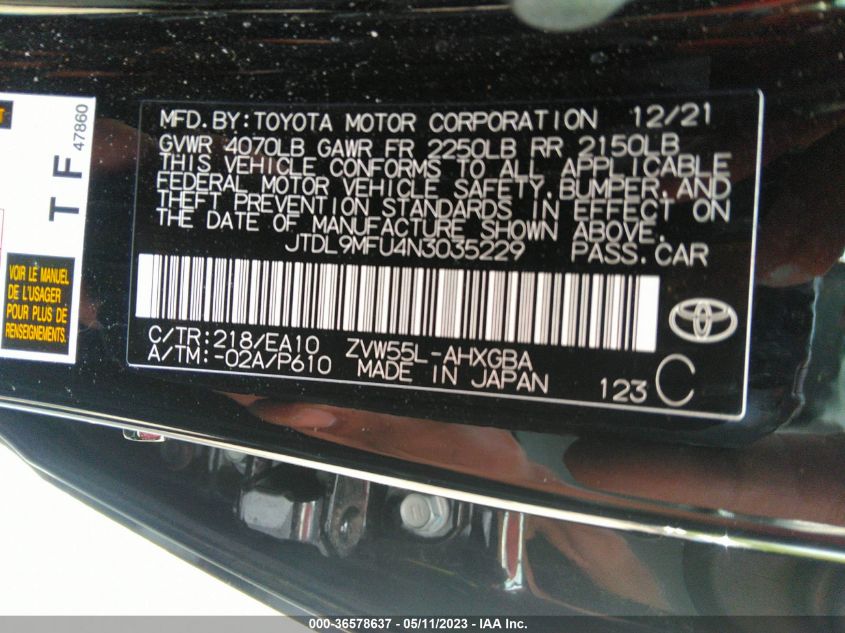 T F
47860
VOIR LE MANUEL
DE L'USAGER
POUR PLUS DE
RENSEIGNEMENTS.
MFD. BY: TOYOTA MOTOR CORPORATION 12/21
GVWR 4070LB GAWR FR 2250LB RR 2150LB
THIS VEHICLE CONFORMS TO ALL APPLICABLE
FEDERAL MOTOR VEHICLE SAFETY, BUMPER, AND
THEFT PREVENTION STANDARDS IN EFFECT ON
THE DATE OF MANUFACTURE SHOWN ABOVE.
JTDL9MFU4N3035229 PASS. CAR
C/TR: 218/EA10 ZVW55L-AHXGBA
A/TM: -02A/P610 MADE IN JAPAN
123 C
TOYOTA
000-36578637 - 05/11/2023 - IAA Inc.